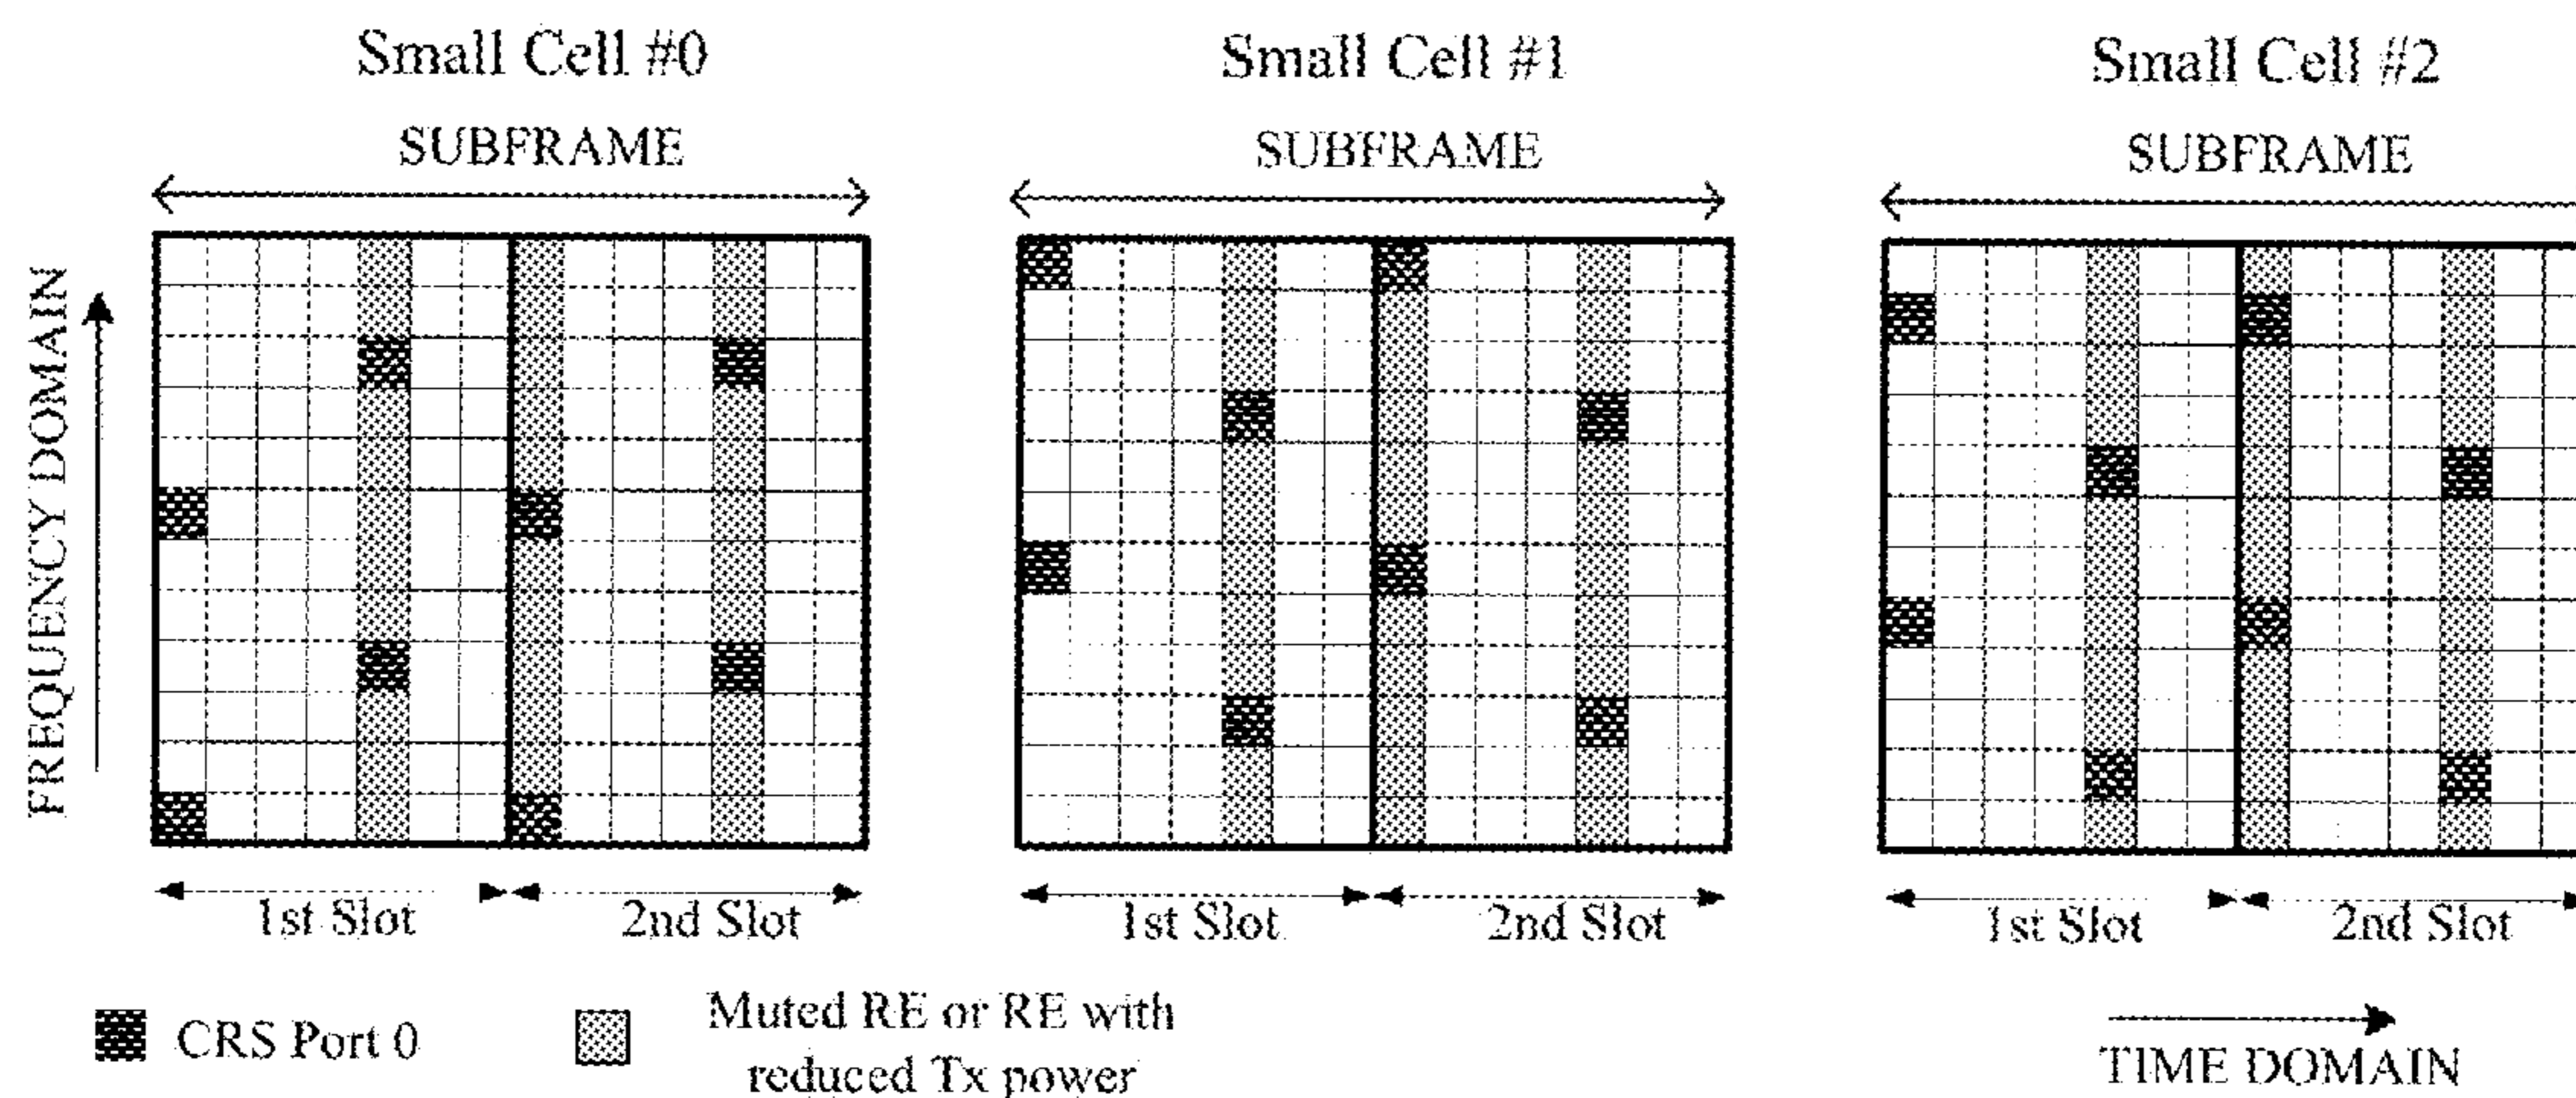 Small Cell #0
Small Cell #1
Small Cell #2
SUBFRAME
SUBFRAME
SUBFRAME
FREQUENCY DOMAIN
1st Slot
2nd Slot
1st Slot
2nd Slot
1st Slot
2nd Slot
CRS Port 0
Muted RE or RE with
reduced Tx power
TIME DOMAIN